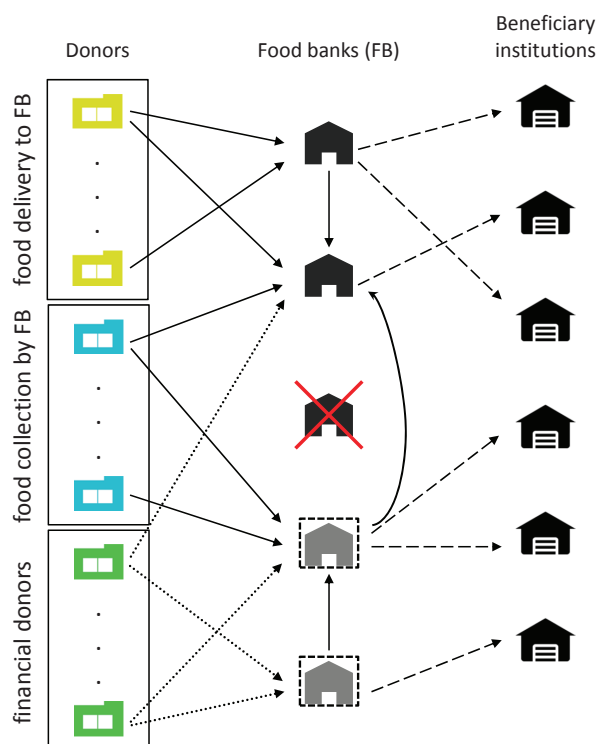 Donors
Food banks (FB)
Beneficiary
institutions
food delivery to FB
food collection by FB
financial donors